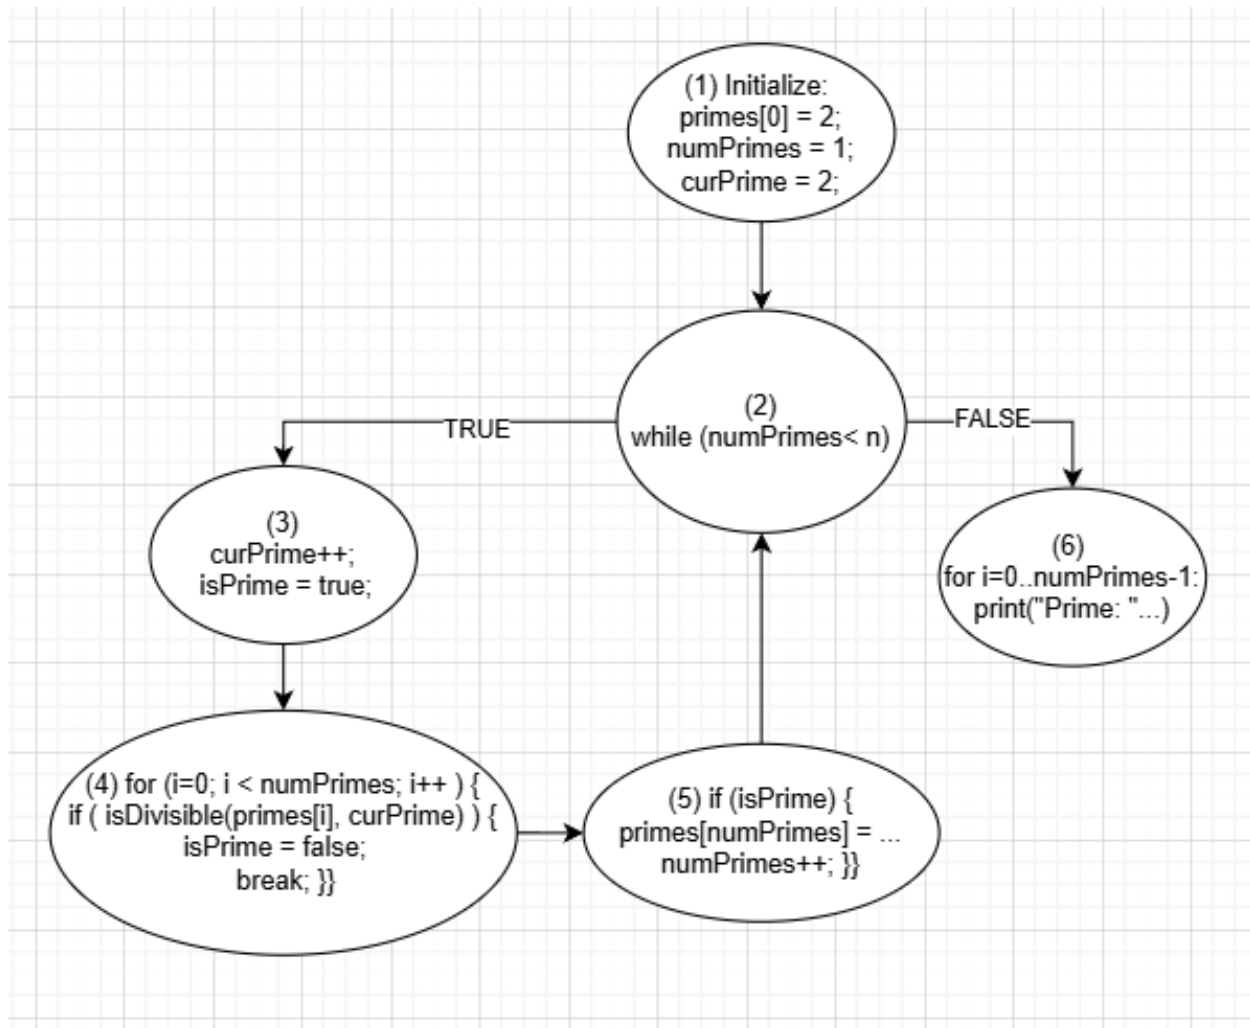 (1) Initialize:
primes[0] = 2;
numPrimes = 1;
curPrime = 2;
(2)
while (numPrimes< n)
TRUE
FALSE
(3)
curPrime++;
isPrime = true;
(6)
for i=0..numPrimes-1:
print("Prime: "...)
(4) for (i=0; i < numPrimes; i++ ) {
if ( isDivisible(primes[i], curPrime) ) {
isPrime = false;
break; }}
(5) if (isPrime) {
primes[numPrimes] = ...
numPrimes++; }}